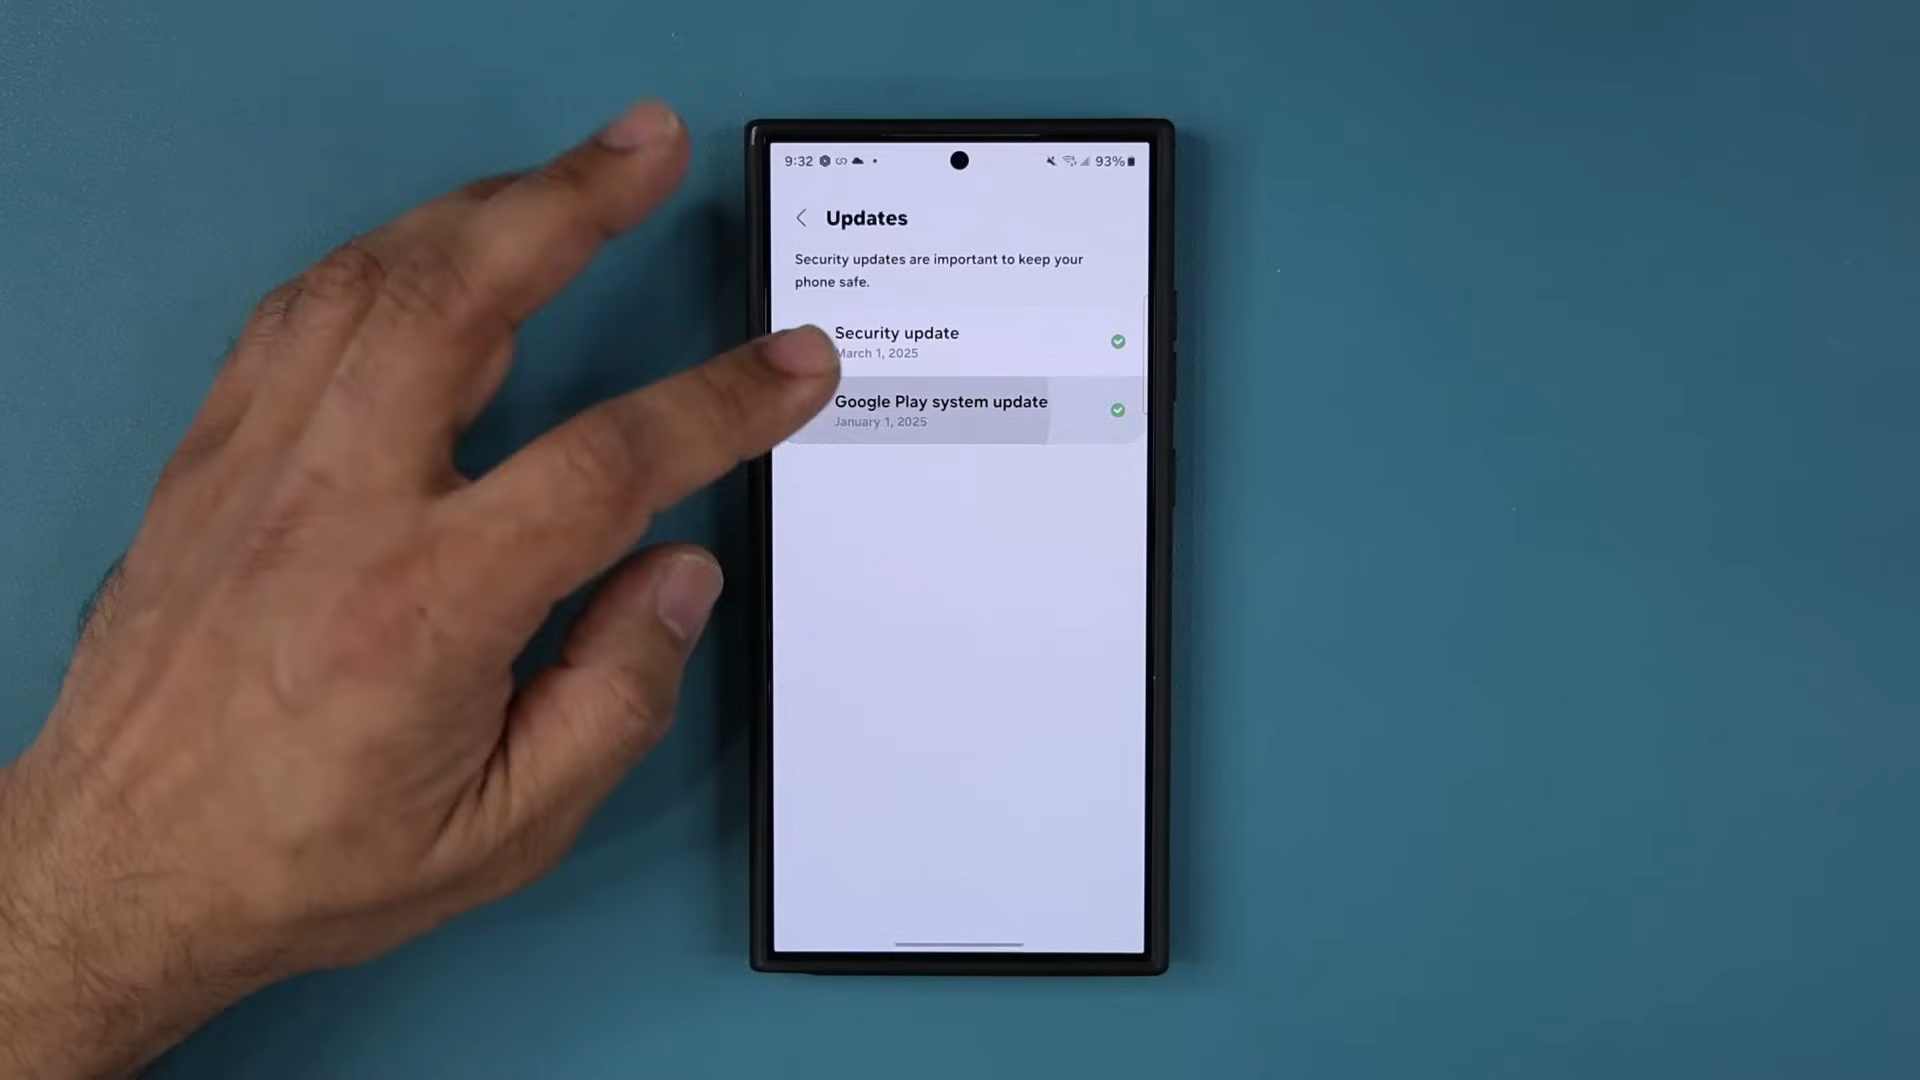 9:32 93%
Updates
Security updates are important to keep your
phone safe.
Security update
March 1, 2025
Google Play system update
January 1, 2025